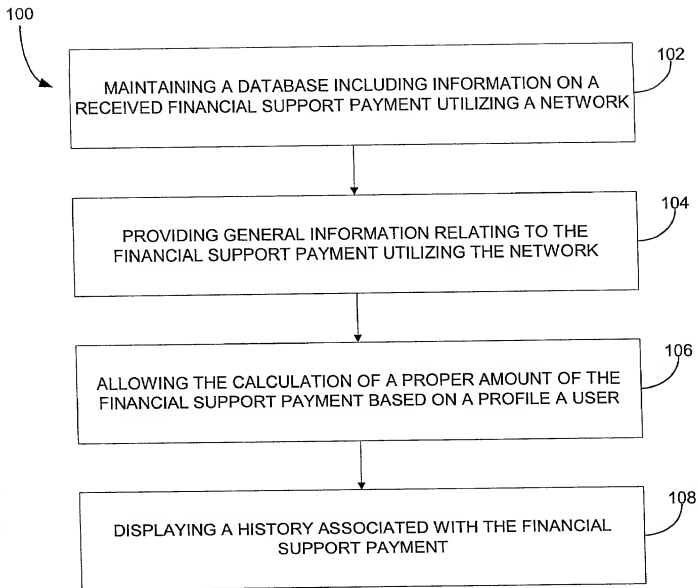 100
102
MAINTAINING A DATABASE INCLUDING INFORMATION ON A
RECEIVED FINANCIAL SUPPORT PAYMENT UTILIZING A NETWORK
104
PROVIDING GENERAL INFORMATION RELATING TO THE
FINANCIAL SUPPORT PAYMENT UTILIZING THE NETWORK
106
ALLOWING THE CALCULATION OF A PROPER AMOUNT OF THE
FINANCIAL SUPPORT PAYMENT BASED ON A PROFILE A USER
108
DISPLAYING A HISTORY ASSOCIATED WITH THE FINANCIAL
SUPPORT PAYMENT